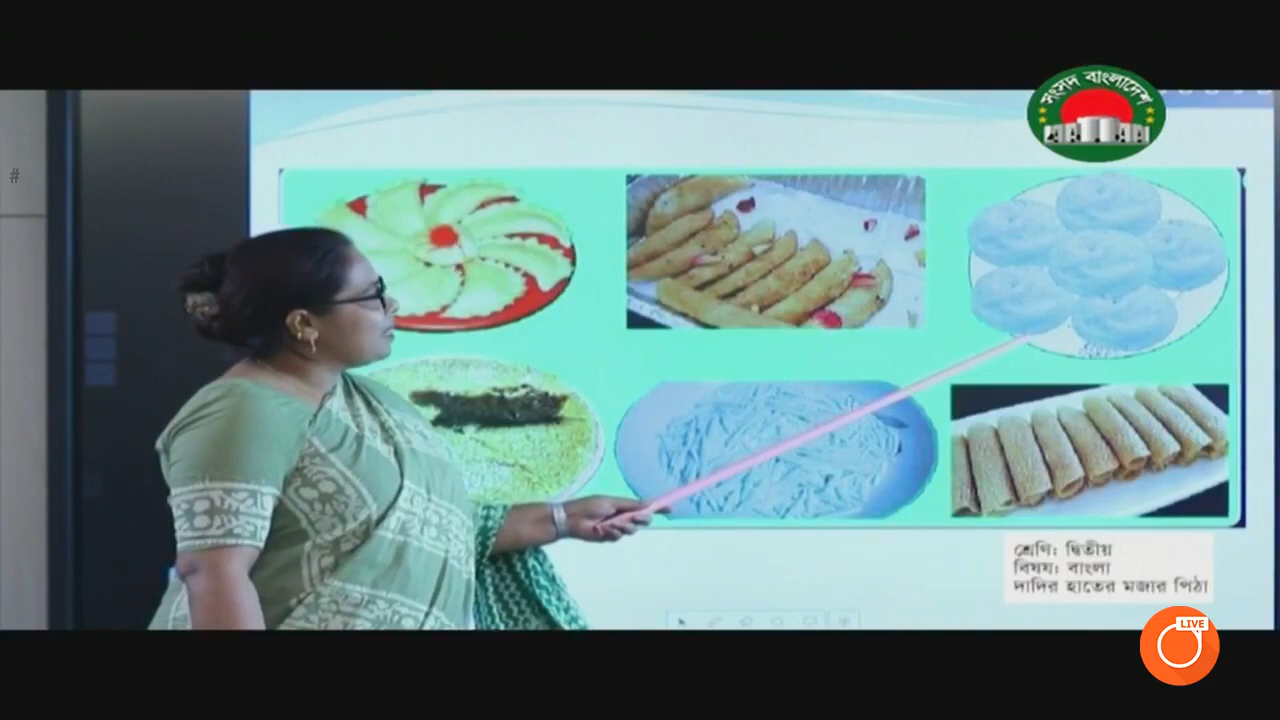 সংসদ বাংলাদেশ
#
শ্রেণি: দ্বিতীয়
বিষয়: বাংলা
দাদির হাতের মজার পিঠা
LIVE